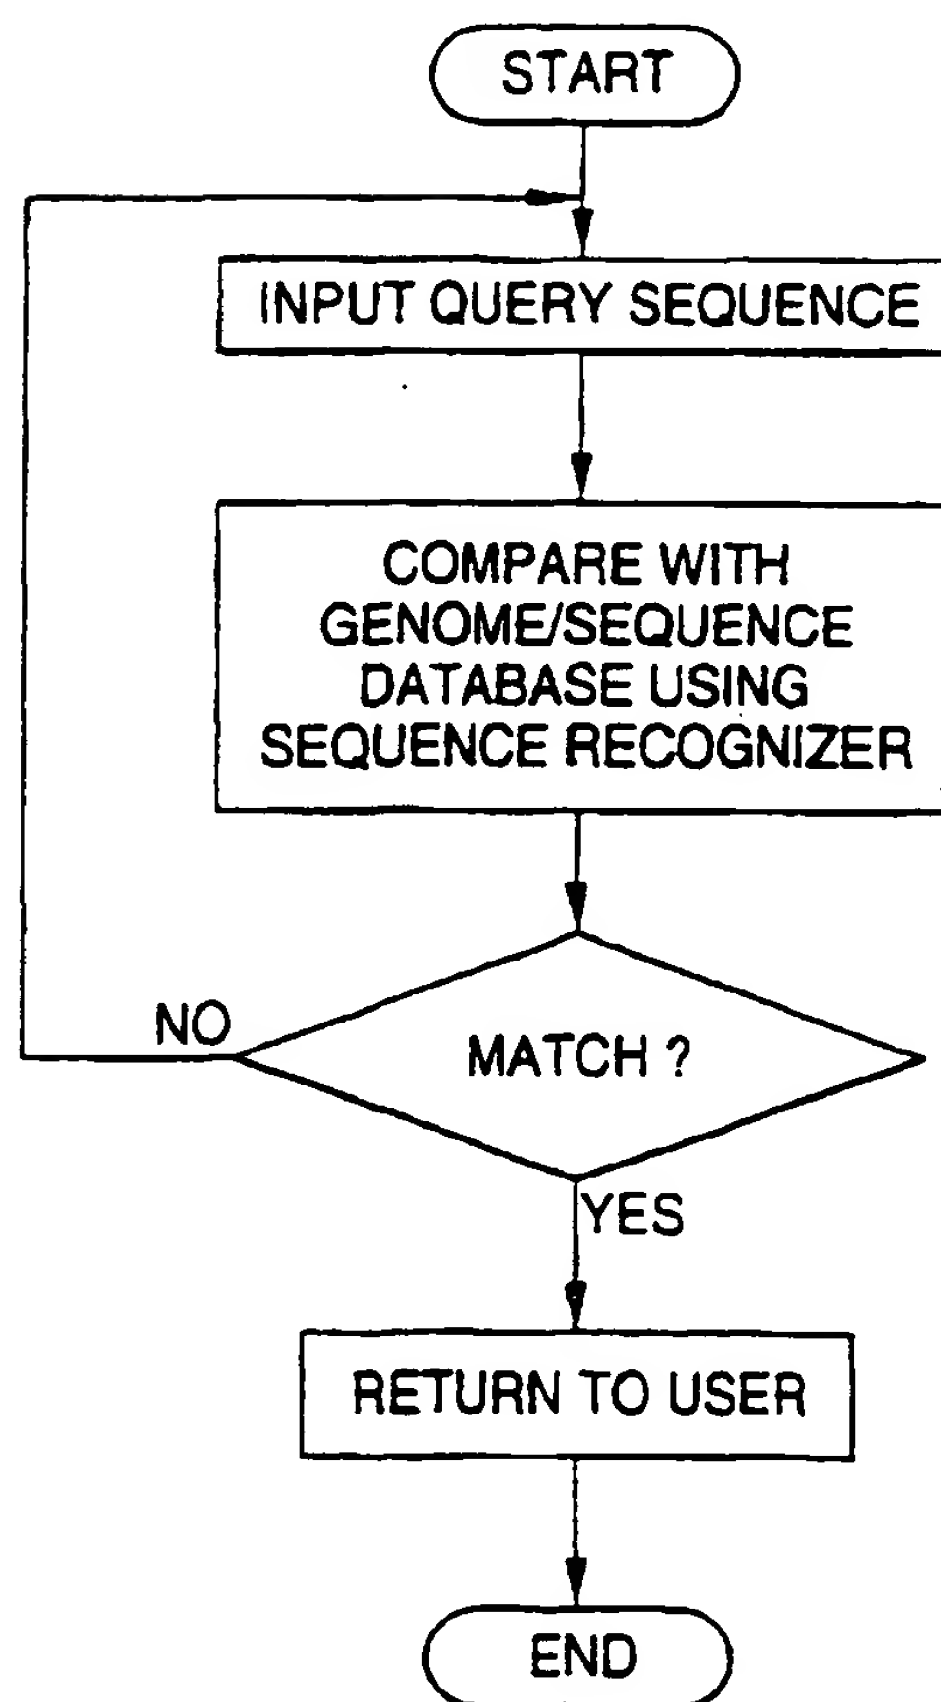 START
INPUT QUERY SEQUENCE
COMPARE WITH
GENOME/SEQUENCE
DATABASE USING
SEQUENCE RECOGNIZER
NO
MATCH ?
YES
RETURN TO USER
END